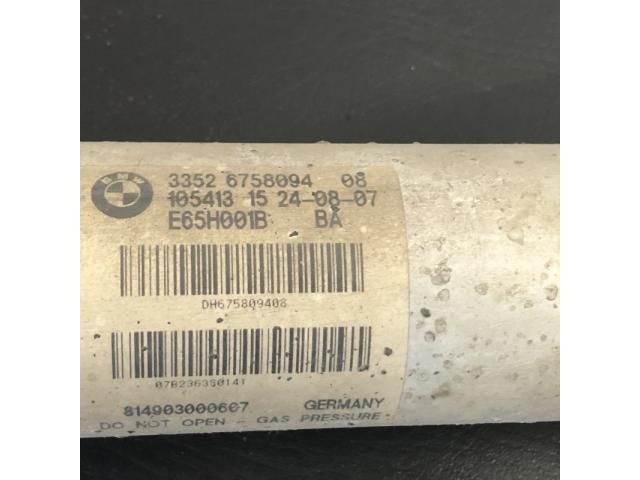 BMW
3352 6758094 08
105413 15 24-08-07
E65H001B BA
DH675809408
07B236360141
814903000607 GERMANY
DO NOT OPEN - GAS PRESSURE